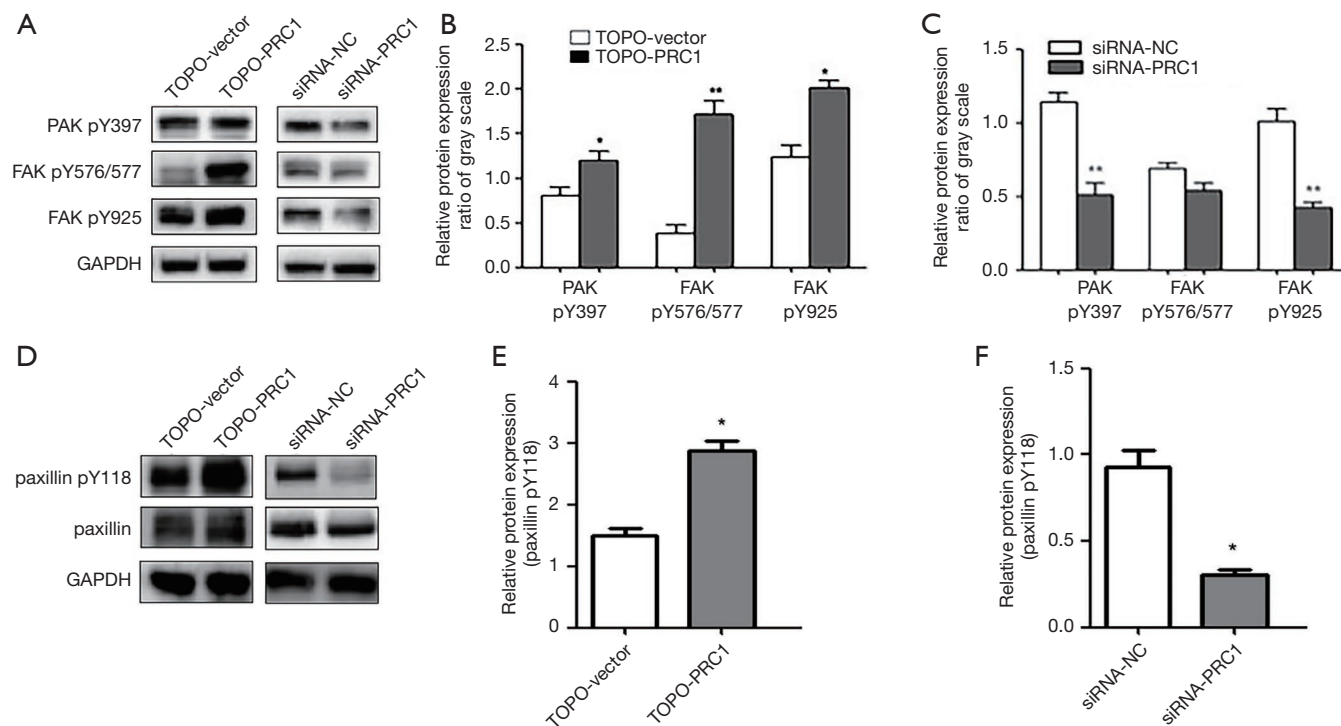 A
TOPO-vector
TOPO-PRC1
siRNA-NC
siRNA-PRC1
PAK pY397
FAK pY576/577
FAK pY925
GAPDH
B
Relative protein expression
ratio of gray scale
2.5
2.0
1.5
1.0
0.5
0.0
TOPO-vector
TOPO-PRC1
*
**
*
PAK
pY397
FAK
pY576/577
FAK
pY925
C
Relative protein expression
ratio of gray scale
1.5
1.0
0.5
0.0
siRNA-NC
siRNA-PRC1
**
**
PAK
pY397
FAK
pY576/577
FAK
pY925
D
TOPO-vector
TOPO-PRC1
siRNA-NC
siRNA-PRC1
paxillin pY118
paxillin
GAPDH
E
Relative protein expression
(paxillin pY118)
4
3
2
1
0
*
TOPO-vector
TOPO-PRC1
F
Relative protein expression
(paxillin pY118)
1.5
1.0
0.5
0.0
*
siRNA-NC
siRNA-PRC1